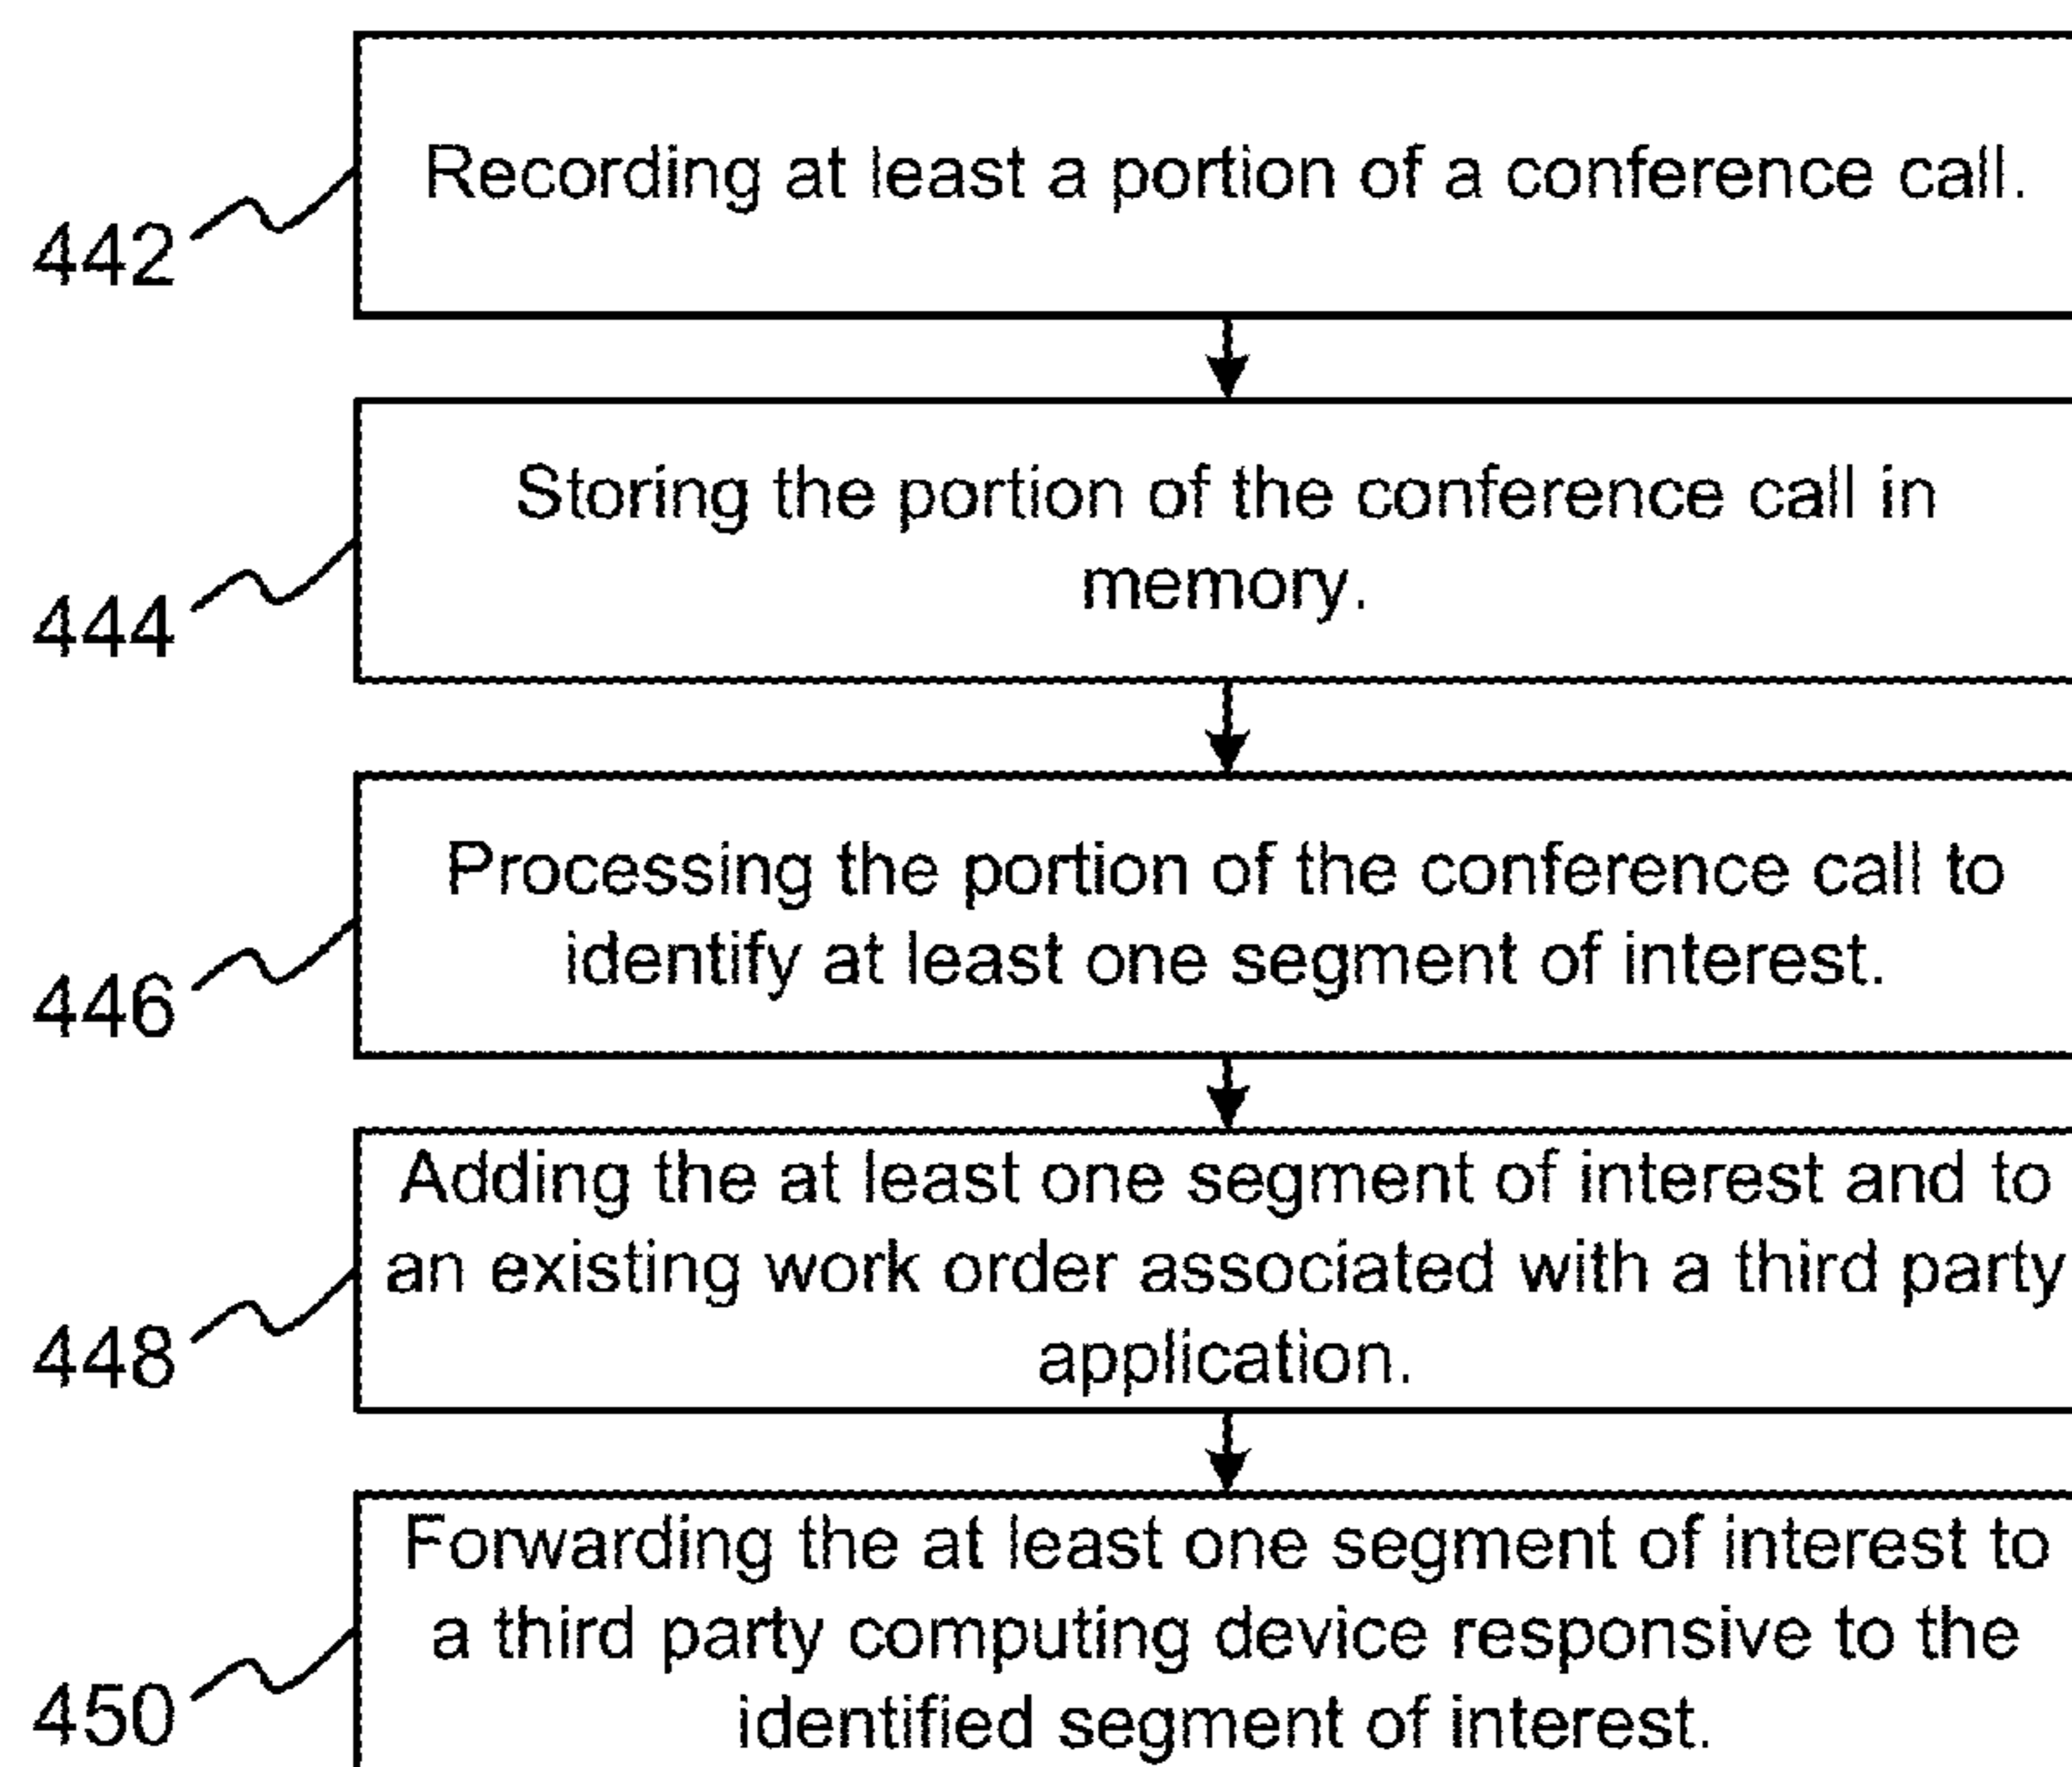 Recording at least a portion of a conference call.
442
Storing the portion of the conference call in
memory.
444
Processing the portion of the conference call to
identify at least one segment of interest.
446
Adding the at least one segment of interest and to
an existing work order associated with a third party
application.
448
Forwarding the at least one segment of interest to
a third party computing device responsive to the
identified segment of interest.
450